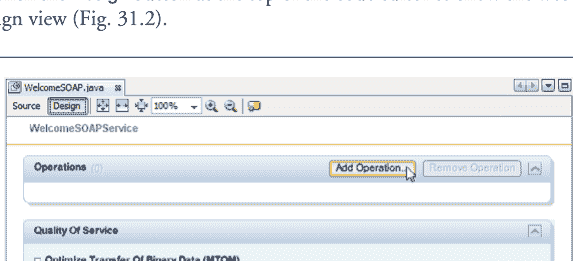 ign view (Fig. 31.2).
WelcomeSOAP.java
Source Design 100%
WelcomeSOAPService
Operations (0) Add Operation... Remove Operation
Quality Of Service
Optimize Transfer Of Binary Data (MTOM)